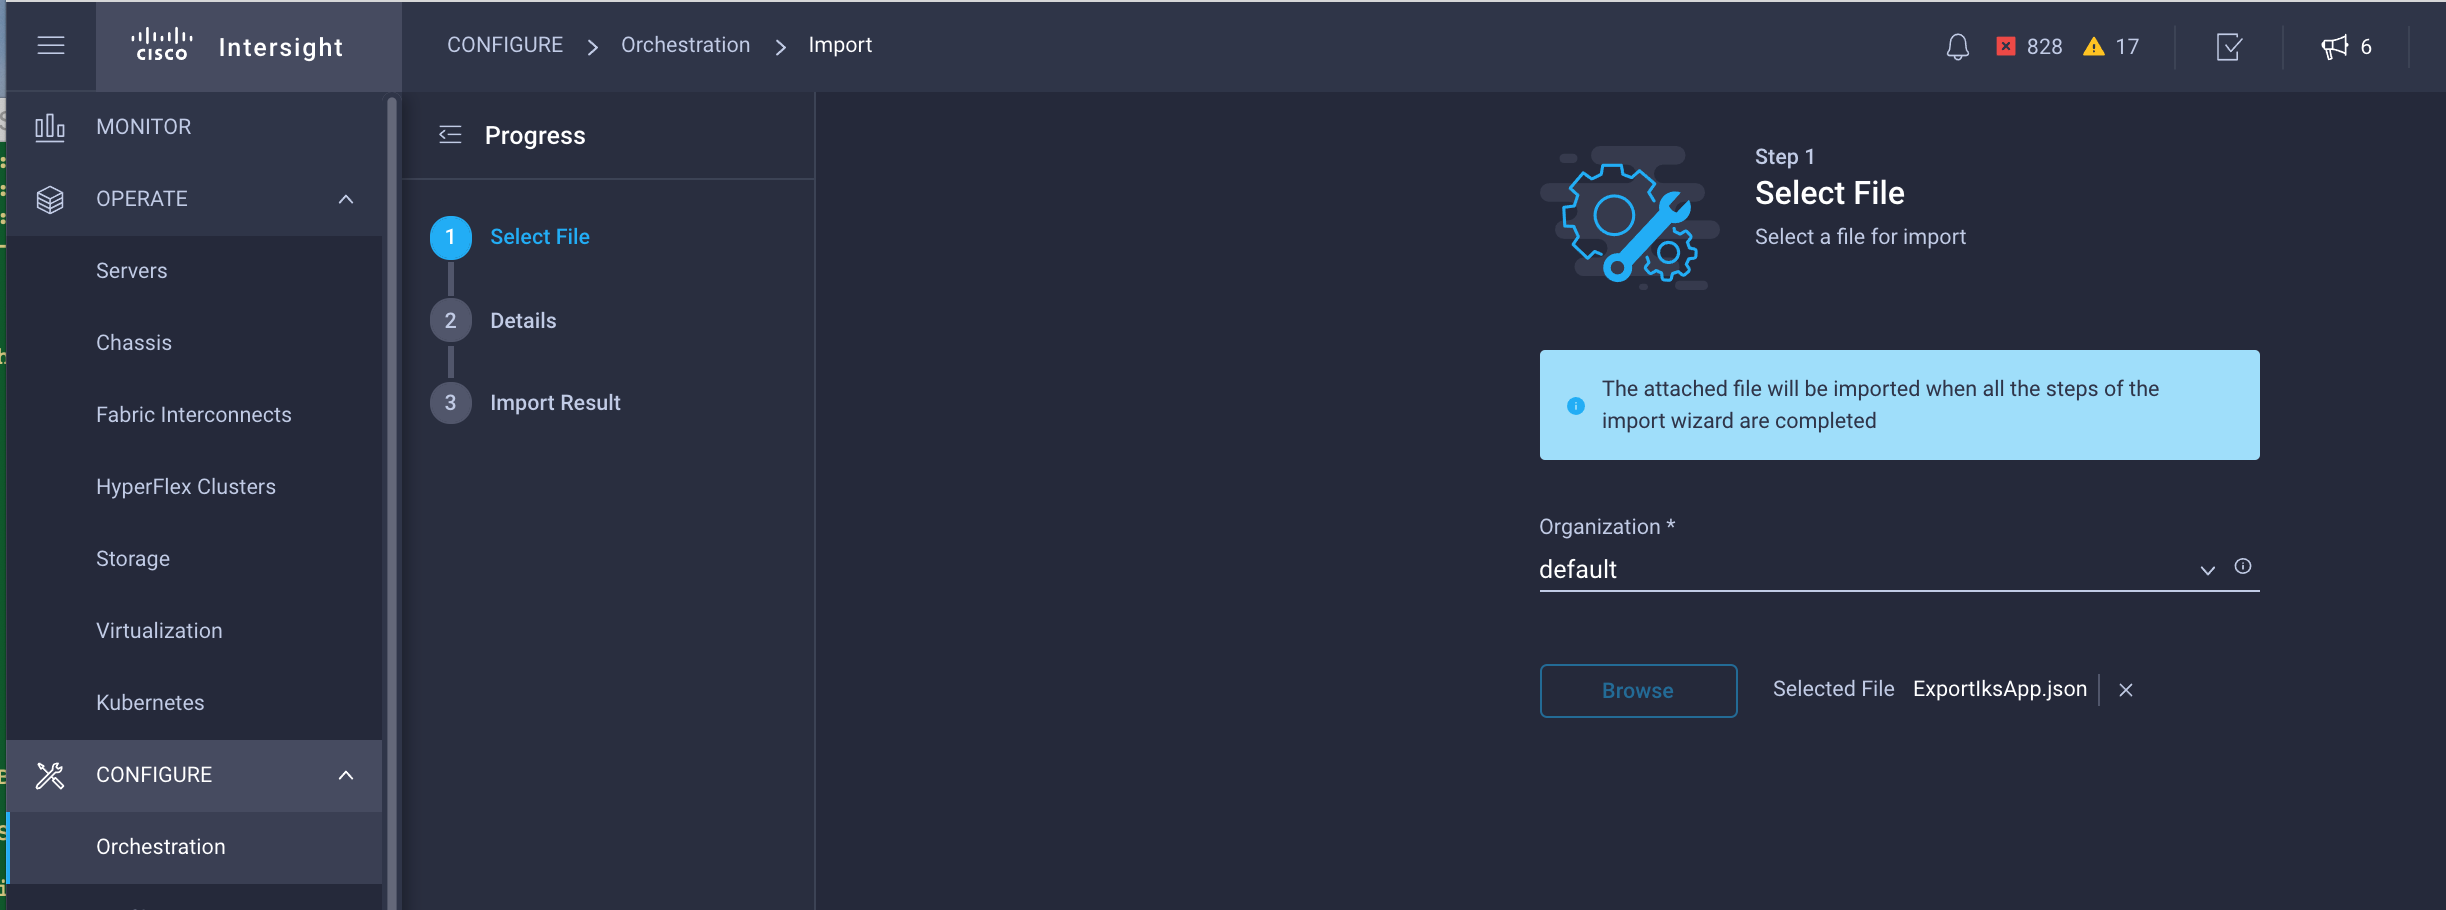 CISCO Intersight
CONFIGURE > Orchestration > Import
828
17
6
MONITOR
OPERATE
Servers
Chassis
Fabric Interconnects
HyperFlex Clusters
Storage
Virtualization
Kubernetes
CONFIGURE
Orchestration
Progress
1 Select File
2 Details
3 Import Result
Step 1
Select File
Select a file for import
The attached file will be imported when all the steps of the
import wizard are completed
Organization *
default
Browse
Selected File ExportIksApp.json